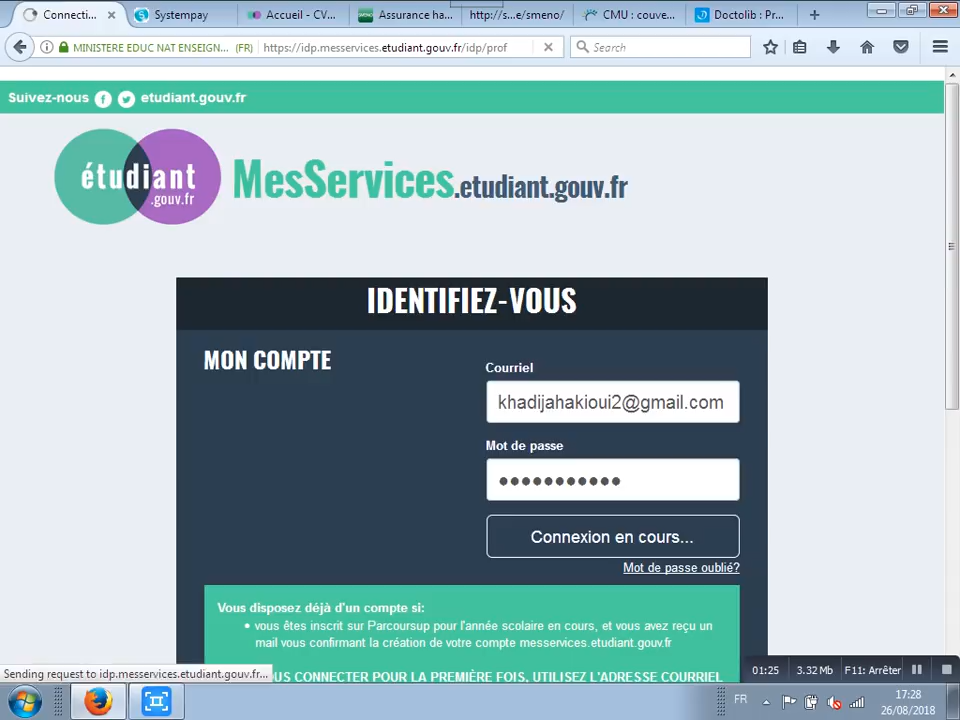 Connecti...
Systempay
Accueil - CV...
Assurance ha...
http://s...e/smeno/
CMU : couve...
Doctolib : Pr...
MINISTERE EDUC NAT ENSEIGN... (FR)
https://idp.messervices.etudiant.gouv.fr/idp/prof
Search
Suivez-nous
etudiant.gouv.fr
étudiant
.gouv.fr
MesServices.etudiant.gouv.fr
IDENTIFIEZ-VOUS
MON COMPTE
Courriel
khadijahakioui2@gmail.com
Mot de passe
Connexion en cours...
Mot de passe oublié?
Vous disposez déjà d'un compte si:
• vous êtes inscrit sur Parcoursup pour l'année scolaire en cours, et vous avez reçu un
mail vous confirmant la création de votre compte messervices.etudiant.gouv.fr
OUS CONNECTER POUR LA PREMIÈRE FOIS, UTILISEZ L'ADRESSE COURRIEL
Sending request to idp.messervices.etudiant.gouv.fr...
01:25
3.32 Mb
F11: Arrêter
FR
17:28
26/08/2018